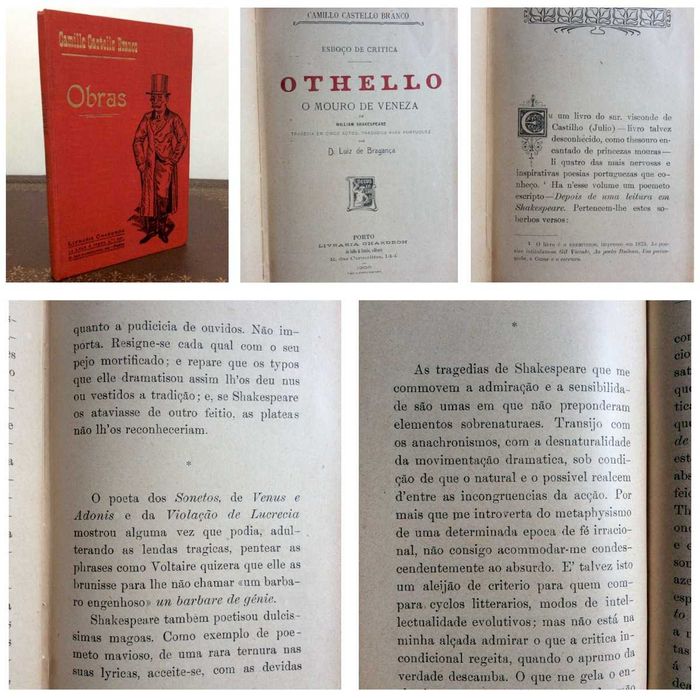 Camillo Castello Branco
Obras
LIVRARIA CHARDRON
CAMILLO CASTELLO BRANCO
ESBOÇO DE CRITICA
OTHELLO
O MOURO DE VENEZA
DE
WILLIAM SHAKESPEARE
TRAGEDIA EM CINCO ACTOS, TRADUZIDA PARA PORTUGUEZ
POR
D. Luiz de Bragança
PORTO
LIVRARIA CHARDRON
de Lello & Irmão, editores
R. das Carmelitas, 144
Eu um livro do snr. visconde de
Castilho (Julio)—livro talvez
desconhecido, como thesouro en-
cantado de princezas mouras—
li quatro das mais nervosas e
inspirativas poesias portuguezas que co-
nheço. ¹ Ha n'esse volume um poemeto
escripto—Depois de uma leitura em
Shakespeare. Pertencem-lhe estes so-
berbos versos:
quanto a pudicicia de ouvidos. Não im-
porta. Resigne-se cada qual com o seu
pejo mortificado; e repare que os typos
que elle dramatisou assim lh'os deu nus
ou vestidos a tradição; e, se Shakespeare
os ataviasse de outro feitio, as plateas
não lh'os reconheceriam.
*
O poeta dos Sonetos, de Venus e
Adonis e da Violação de Lucrecia
mostrou alguma vez que podia, adul-
terando as lendas tragicas, pentear as
phrases como Voltaire quizera que elle as
brunisse para lhe não chamar «um barba-
ro engenhoso» un barbare de génie.
Shakespeare também poetisou dulcis-
simas magoas. Como exemplo de poe-
meto mavioso, de uma rara ternura nas
suas lyricas, acceite-se, com as devidas
*
As tragedias de Shakespeare que me
commovem a admiração e a sensibilida-
de são umas em que não preponderam
elementos sobrenaturaes. Transijo com
os anachronismos, com a desnaturalidade
da movimentação dramatica, sob condi-
ção de que o natural e o possivel realcem
d'entre as incongruencias da acção. Por
mais que me introverta do metaphysismo
de uma determinada epoca de fé irracio-
nal, não consigo accommodar-me condes-
cendentemente ao absurdo. E' talvez isto
um aleijão de criterio para quem com-
para cyclos litterarios, modos de intel-
lectualidade evolutivos; mas não está na
minha alçada admirar o que a critica in-
condicional regeita, quando o aprumo da
verdade descamba. O que me gela o en-